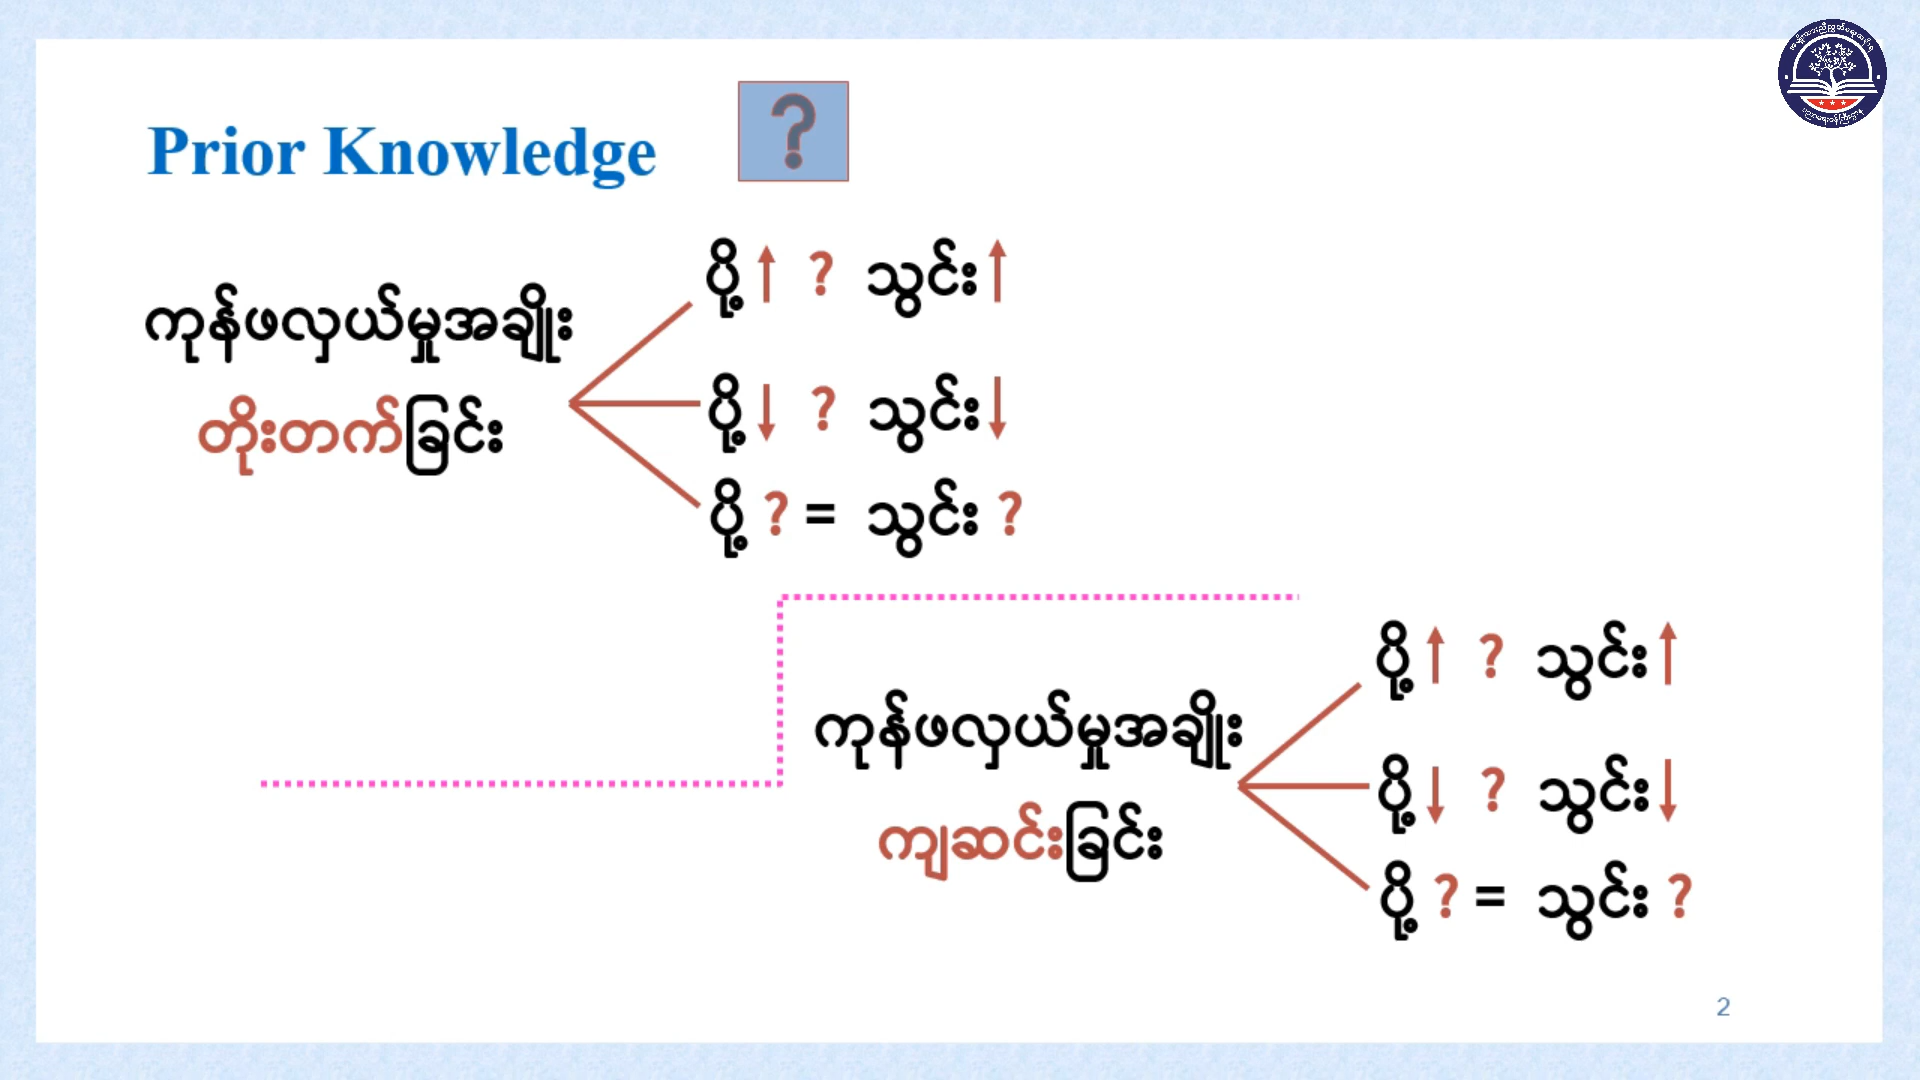 Prior Knowledge
?
ကုန်ဖလှယ်မှုအချိုး
တိုးတက်ခြင်း
ပို့ ↑ ? သွင်း ↑
ပို့ ↓ ? သွင်း ↓
ပို့ ? = သွင်း ?
ကုန်ဖလှယ်မှုအချိုး
ကျဆင်းခြင်း
ပို့ ↑ ? သွင်း ↑
ပို့ ↓ ? သွင်း ↓
ပို့ ? = သွင်း ?
2